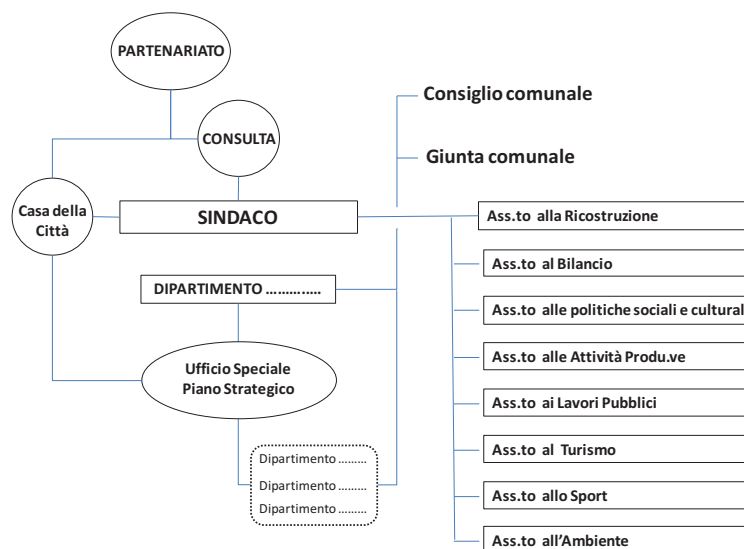 PARTENARIATO
Consiglio comunale
CONSULTA
Giunta comunale
Casa della
Città
SINDACO
Ass.to alla Ricostruzione
Ass.to al Bilancio
DIPARTIMENTO ..............
Ass.to alle politiche sociali e cultural
Ufficio Speciale
Piano Strategico
Ass.to alle Attività Produ.ve
Ass.to ai Lavori Pubblici
Ass.to al Turismo
Dipartimento .........
Dipartimento .........
Dipartimento .........
Ass.to allo Sport
Ass.to all'Ambiente